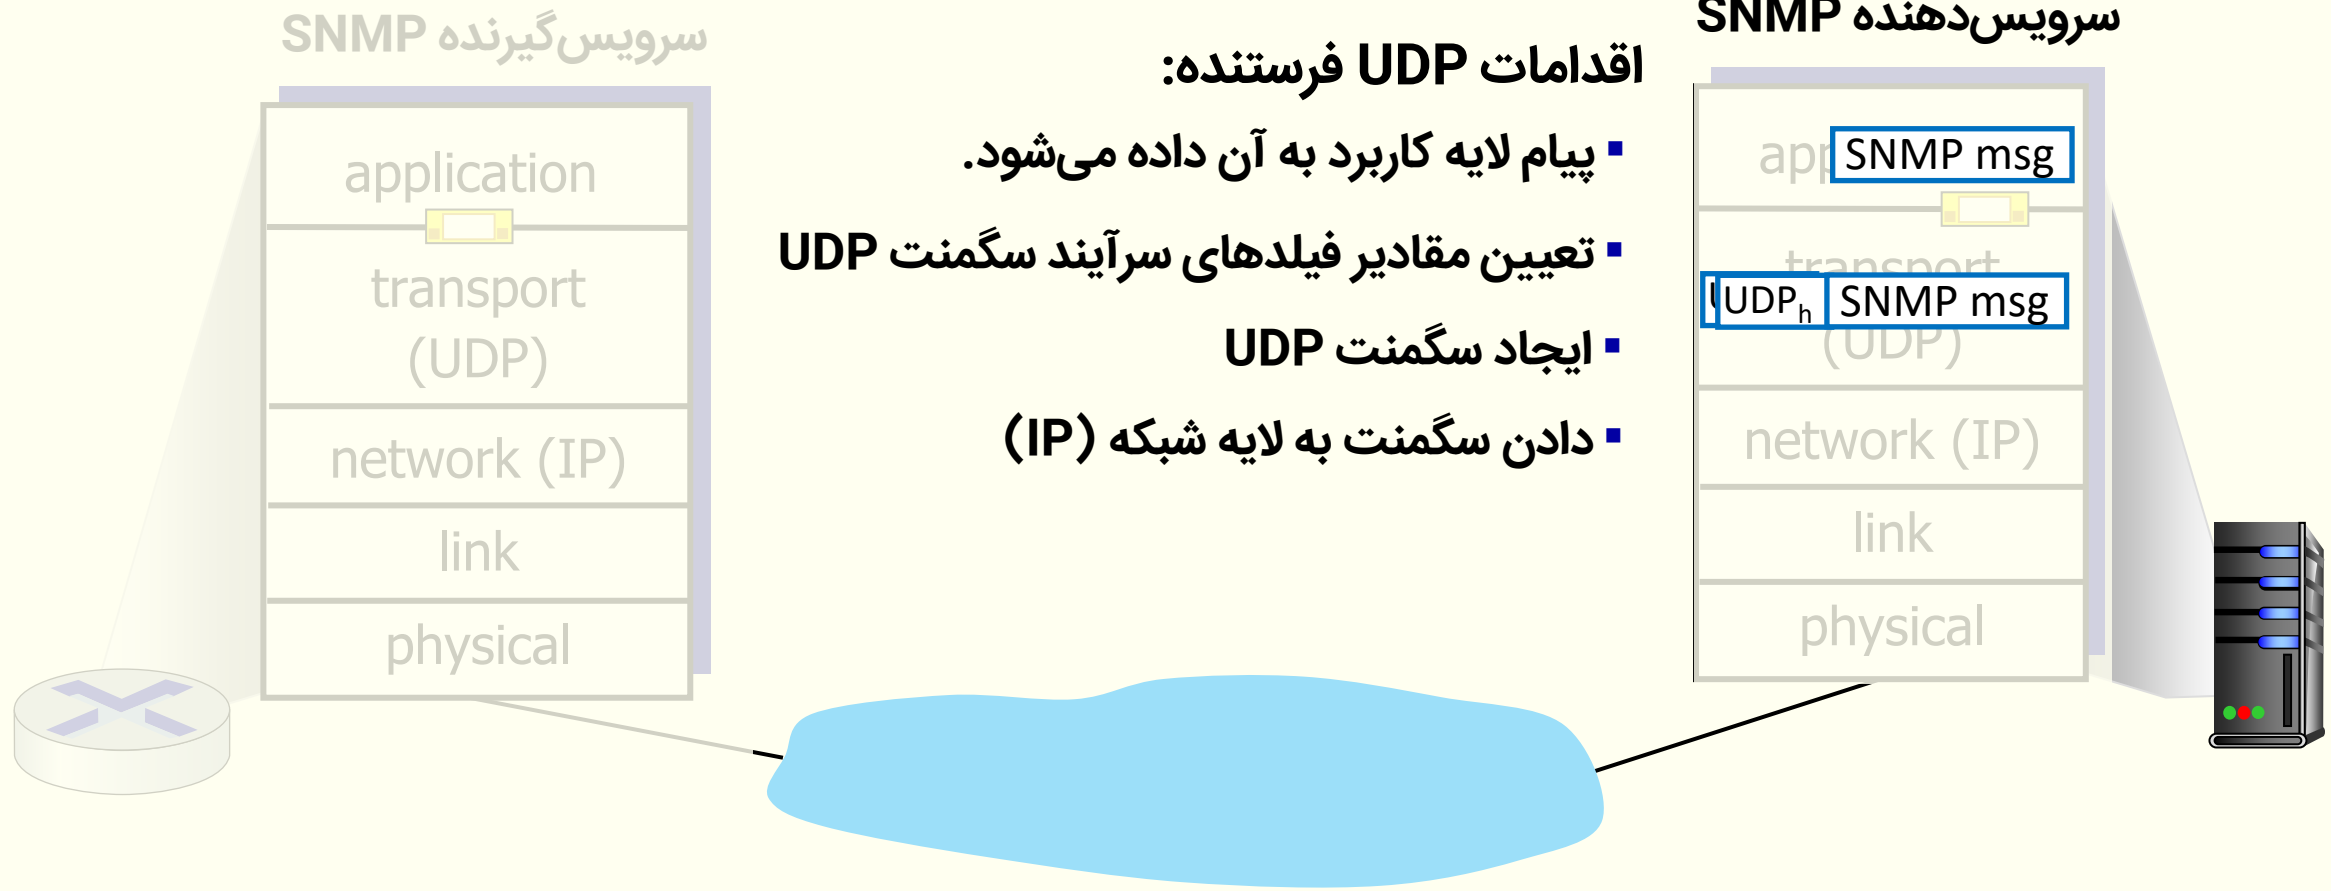 سرویس‌گیرنده SNMP
application
transport
(UDP)
network (IP)
link
physical
اقدامات UDP فرستنده:
▪ پیام لایه کاربرد به آن داده می‌شود.
▪ تعیین مقادیر فیلدهای سرآیند سگمنت UDP
▪ ایجاد سگمنت UDP
▪ دادن سگمنت به لایه شبکه (IP)
سرویس‌دهنده SNMP
app SNMP msg
transport
UDPh SNMP msg
(UDP)
network (IP)
link
physical